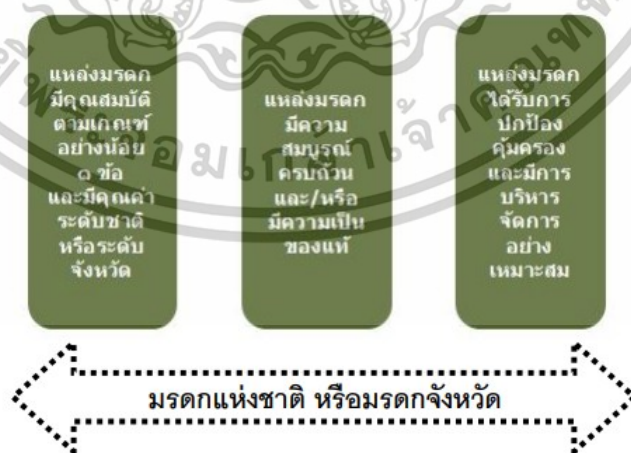 แหล่งมรดก
มีคุณสมบัติ
ตามเกณฑ์
อย่างน้อย
๑ ข้อ
และมีคุณค่า
ระดับชาติ
หรือระดับ
จังหวัด
แหล่งมรดก
มีความ
สมบูรณ์
ครบถ้วน
และ/หรือ
มีความเป็น
ของแท้
แหล่งมรดก
ได้รับการ
ปกป้อง
คุ้มครอง
และมีการ
บริหาร
จัดการ
อย่าง
เหมาะสม
มรดกแห่งชาติ หรือมรดกจังหวัด